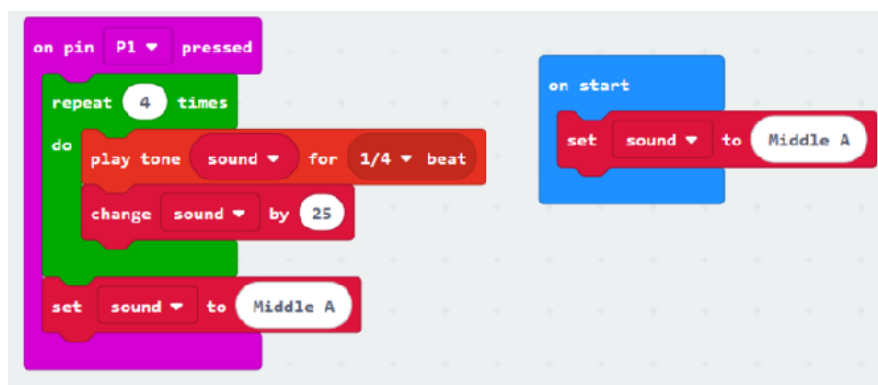 on pin P1 pressed
repeat 4 times
do
play tone sound for 1/4 beat
change sound by 25
set sound to Middle A
on start
set sound to Middle A